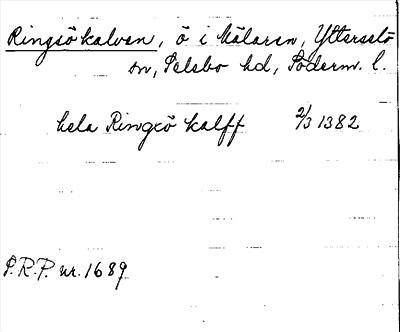 Ringsökalven, ö i Mälaren, Ytterselö
sn, Selebo hd, Söderm. l.
hela Ringsö kalff 2/3 1382
S.R.P. nr. 1689